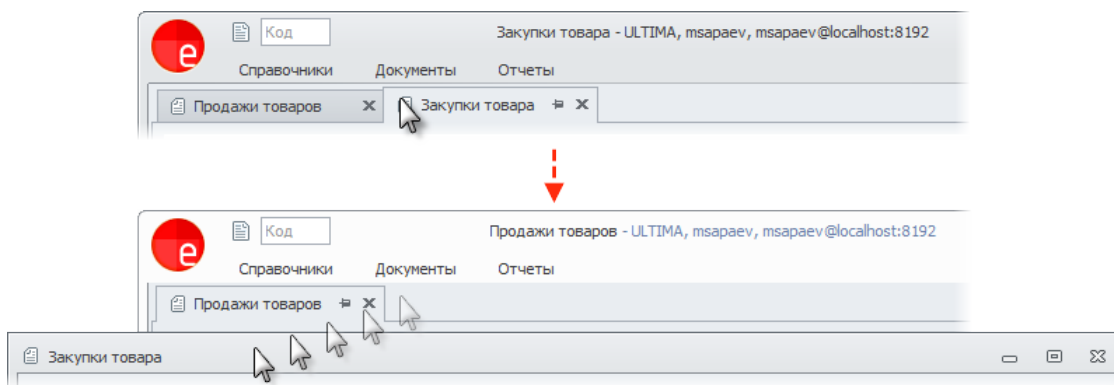 Код
Закупки товара - ULTIMA, msapaev, msapaev@localhost:8192
e
Справочники Документы Отчеты
Продажи товаров Закупки товара
Код
Продажи товаров - ULTIMA, msapaev, msapaev@localhost:8192
e
Справочники Документы Отчеты
Продажи товаров
Закупки товара